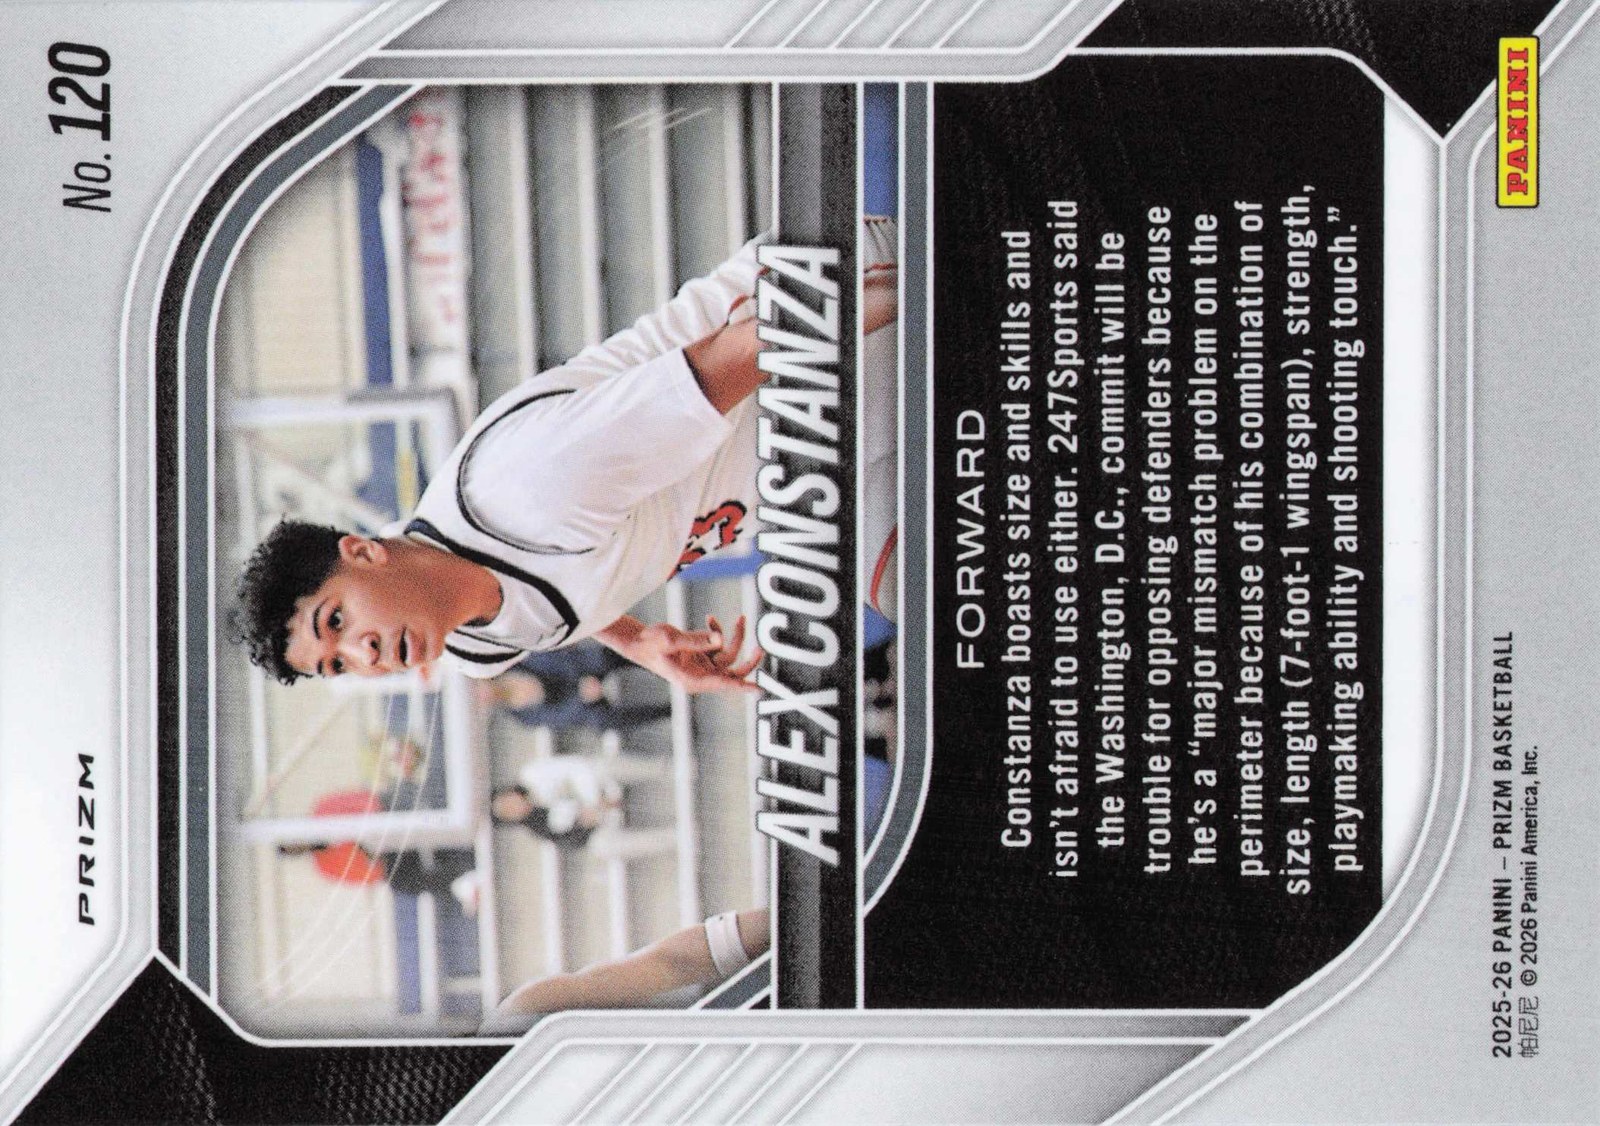 PRIZM
No. 120
ALEX CONSTANZA
FORWARD
Constanza boasts size and skills and
isn't afraid to use either. 247Sports said
the Washington, D.C., commit will be
trouble for opposing defenders because
he's a “major mismatch problem on the
perimeter because of his combination of
size, length (7-foot-1 wingspan), strength,
playmaking ability and shooting touch.”
2025-26 PANINI – PRIZM BASKETBALL
帕尼尼 © 2026 Panini America, Inc.
PANINI